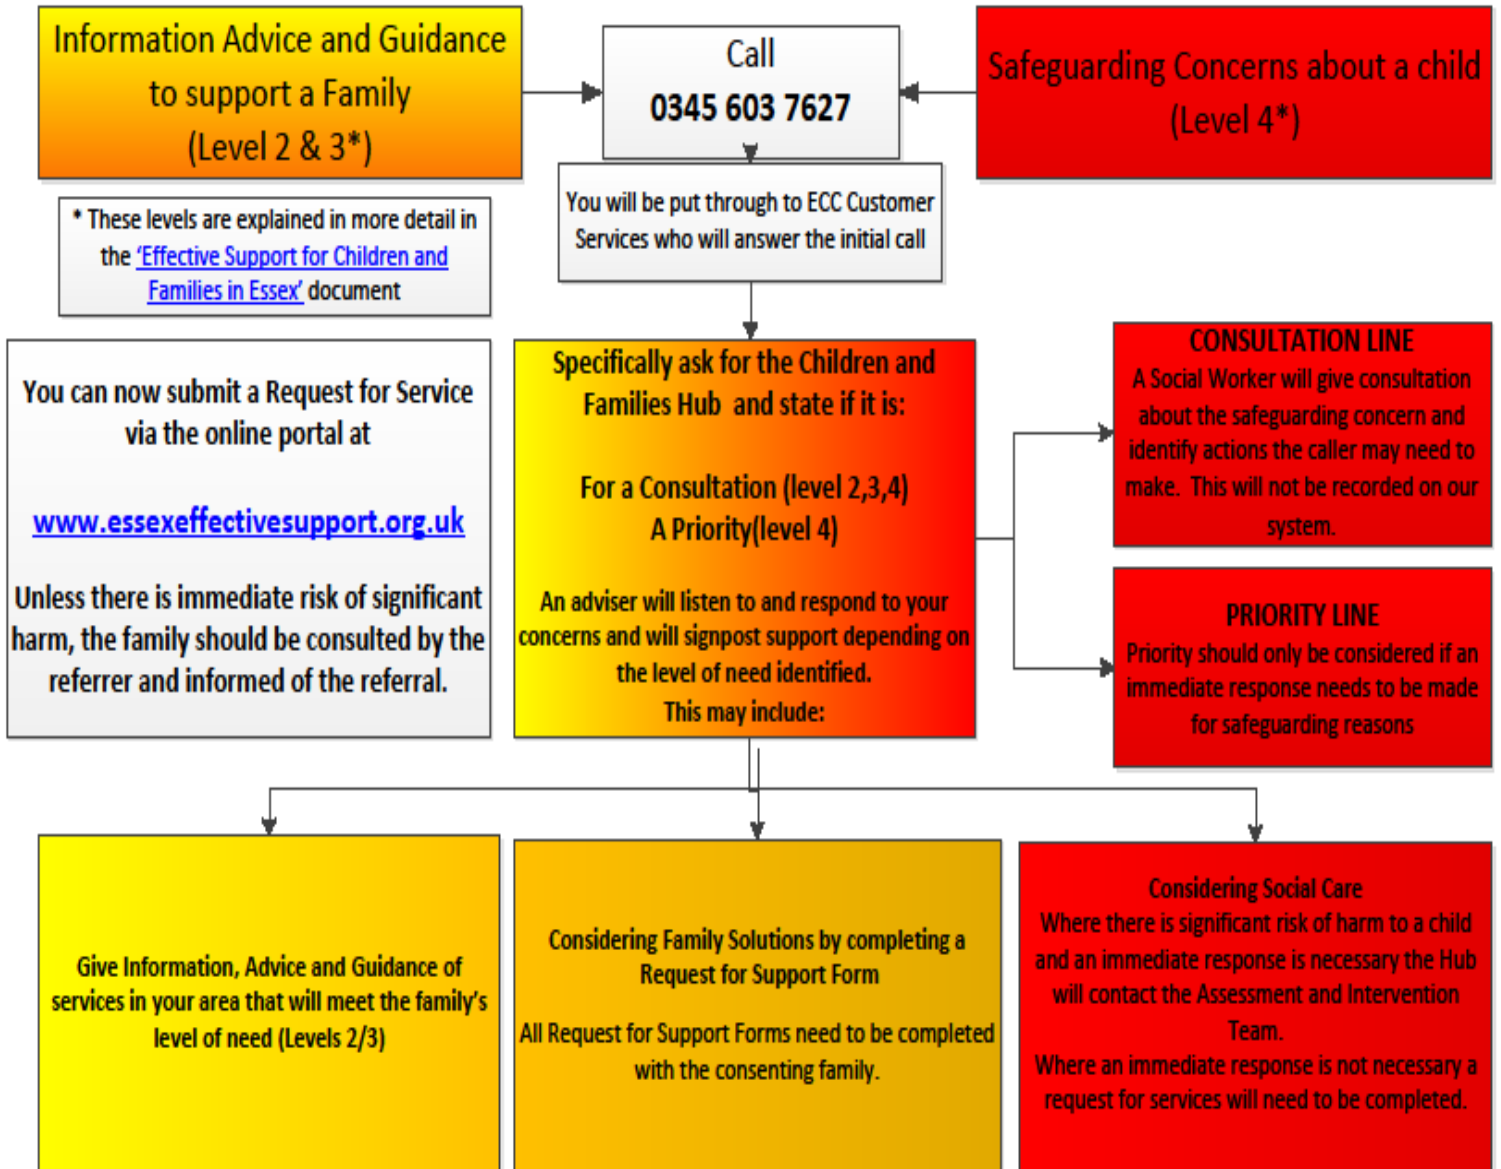 Information Advice and Guidance
to support a Family
(Level 2 & 3*)
Call
0345 603 7627
Safeguarding Concerns about a child
(Level 4*)
* These levels are explained in more detail in
the ‘Effective Support for Children and
Families in Essex’ document
You will be put through to ECC Customer
Services who will answer the initial call
You can now submit a Request for Service
via the online portal at
www.essexeffectivesupport.org.uk
Unless there is immediate risk of significant
harm, the family should be consulted by the
referrer and informed of the referral.
Specifically ask for the Children and
Families Hub and state if it is:
For a Consultation (level 2,3,4)
A Priority(level 4)
An adviser will listen to and respond to your
concerns and will signpost support depending on
the level of need identified.
This may include:
CONSULTATION LINE
A Social Worker will give consultation
about the safeguarding concern and
identify actions the caller may need to
make. This will not be recorded on our
system.
PRIORITY LINE
Priority should only be considered if an
immediate response needs to be made
for safeguarding reasons
Give Information, Advice and Guidance of
services in your area that will meet the family’s
level of need (Levels 2/3)
Considering Family Solutions by completing a
Request for Support Form
All Request for Support Forms need to be completed
with the consenting family.
Considering Social Care
Where there is significant risk of harm to a child
and an immediate response is necessary the Hub
will contact the Assessment and Intervention
Team.
Where an immediate response is not necessary a
request for services will need to be completed.